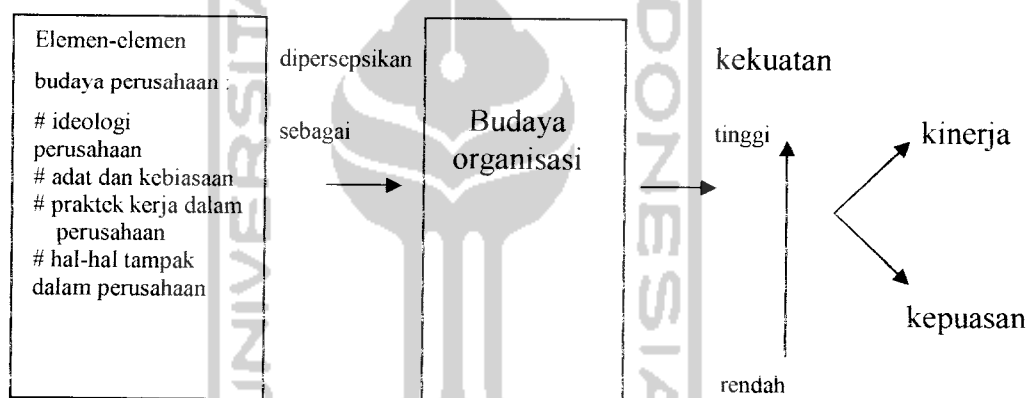 Elemen-elemen
budaya perusahaan :
# ideologi
perusahaan
# adat dan kebiasaan
# praktek kerja dalam
perusahaan
# hal-hal tampak
dalam perusahaan
dipersepsikan
sebagai
Budaya
organisasi
kekuatan
tinggi
rendah
kinerja
kepuasan